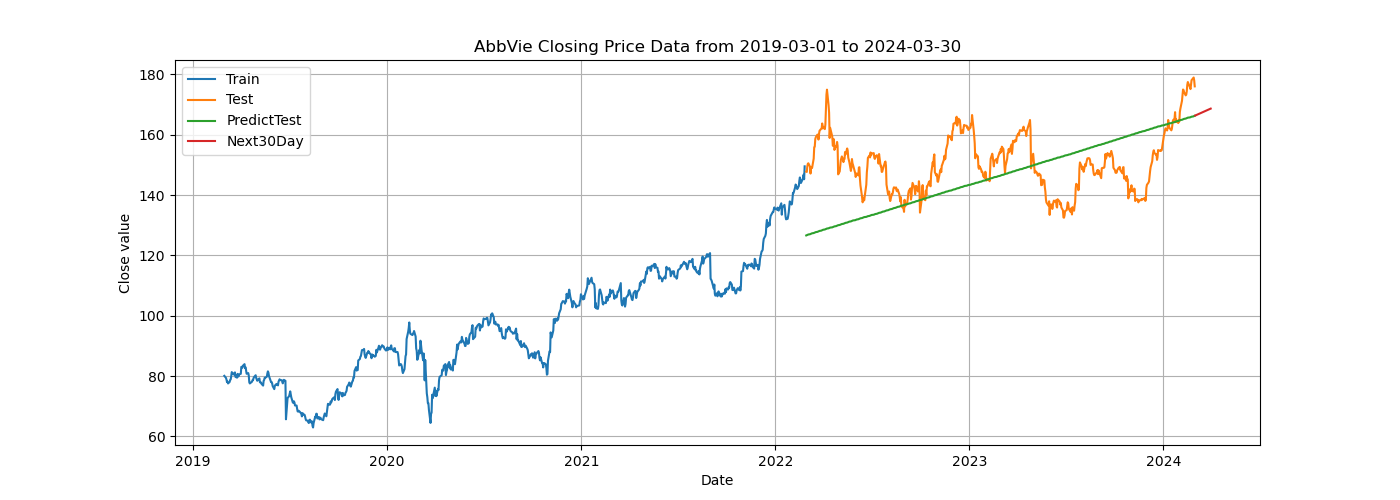 AbbVie Closing Price Data from 2019-03-01 to 2024-03-30
Train
Test
PredictTest
Next30Day
180
160
140
120
100
80
60
Close value
2019 2020 2021 2022 2023 2024
Date